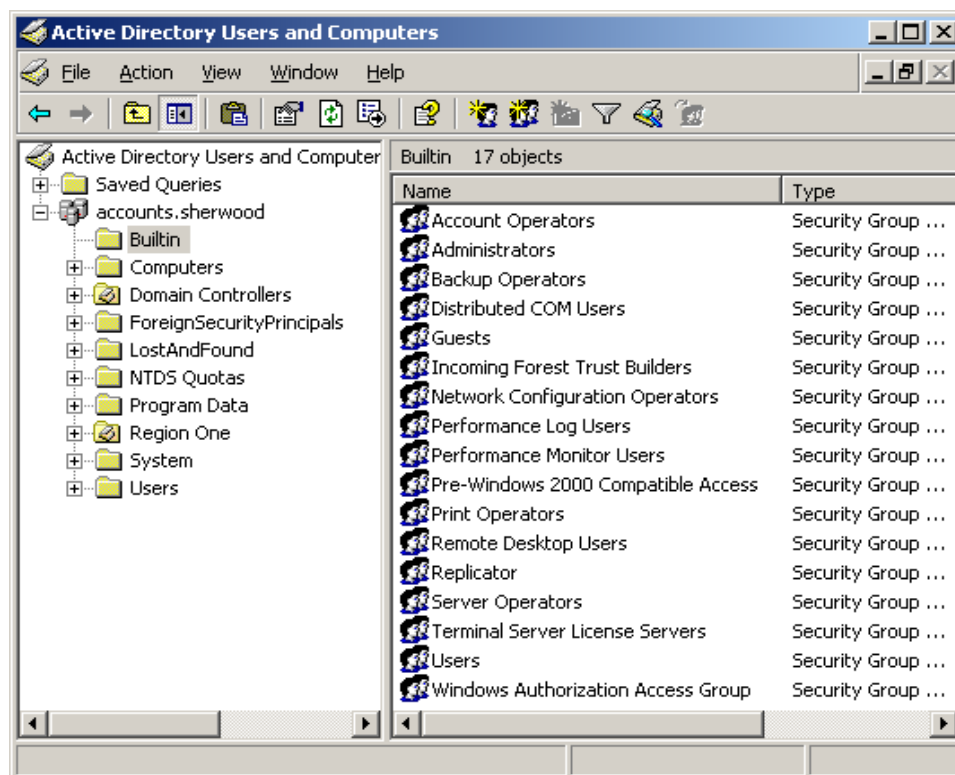 Active Directory Users and Computers
File Action View Window Help
Active Directory Users and Computer
Saved Queries
accounts.sherwood
Builtin
Computers
Domain Controllers
ForeignSecurityPrincipals
LostAndFound
NTDS Quotas
Program Data
Region One
System
Users
Builtin 17 objects
Name Type
Account Operators Security Group ...
Administrators Security Group ...
Backup Operators Security Group ...
Distributed COM Users Security Group ...
Guests Security Group ...
Incoming Forest Trust Builders Security Group ...
Network Configuration Operators Security Group ...
Performance Log Users Security Group ...
Performance Monitor Users Security Group ...
Pre-Windows 2000 Compatible Access Security Group ...
Print Operators Security Group ...
Remote Desktop Users Security Group ...
Replicator Security Group ...
Server Operators Security Group ...
Terminal Server License Servers Security Group ...
Users Security Group ...
Windows Authorization Access Group Security Group ...